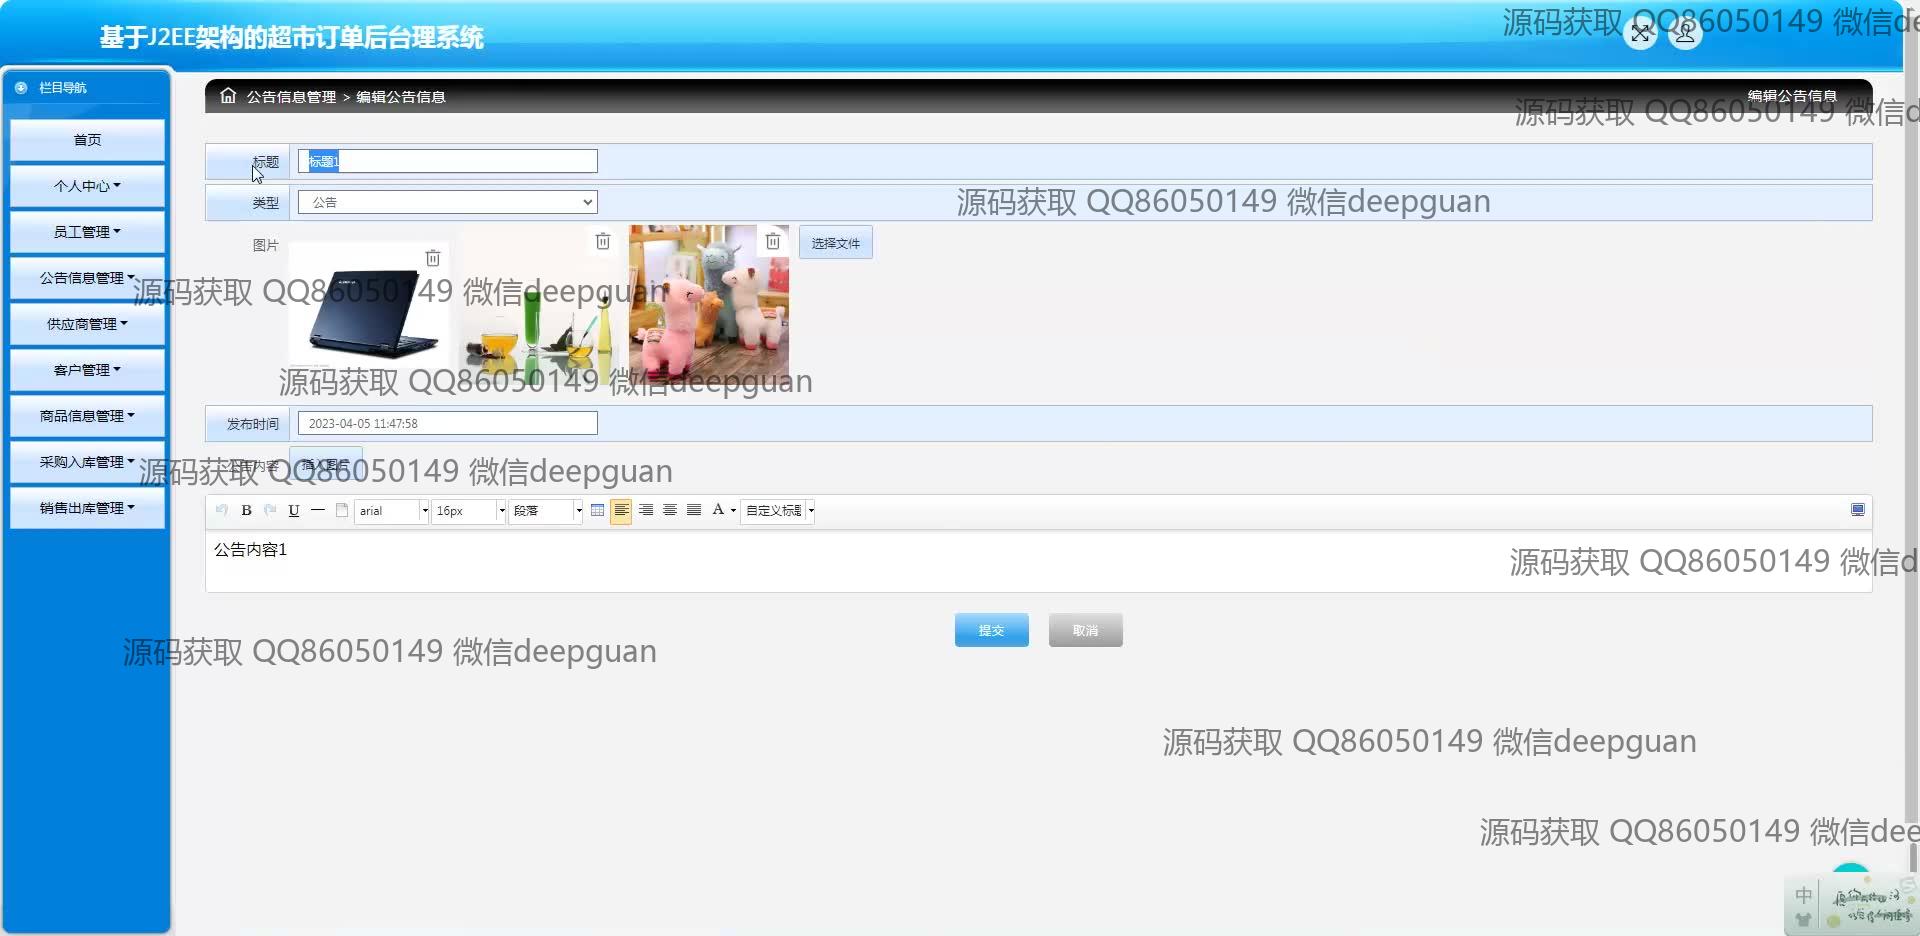 基于J2EE架构的超市订单后台理系统
源码获取 QQ86050149 微信de
栏目导航
首页
个人中心
员工管理
公告信息管理
供应商管理
客户管理
商品信息管理
采购入库管理
销售出库管理
公告信息管理 > 编辑公告信息
编辑公告信息
源码获取 QQ86050149 微信d
标题
标题1
类型
公告
源码获取 QQ86050149 微信deepguan
图片
选择文件
源码获取 QQ86050149 微信deepguan
源码获取 QQ86050149 微信deepguan
发布时间
2023-04-05 11:47:58
公告内容
插入图片
源码获取 QQ86050149 微信deepguan
B U arial 16px 段落 A 自定义标题
公告内容1
源码获取 QQ86050149 微信d
提交
取消
源码获取 QQ86050149 微信deepguan
源码获取 QQ86050149 微信deepguan
源码获取 QQ86050149 微信dee
中